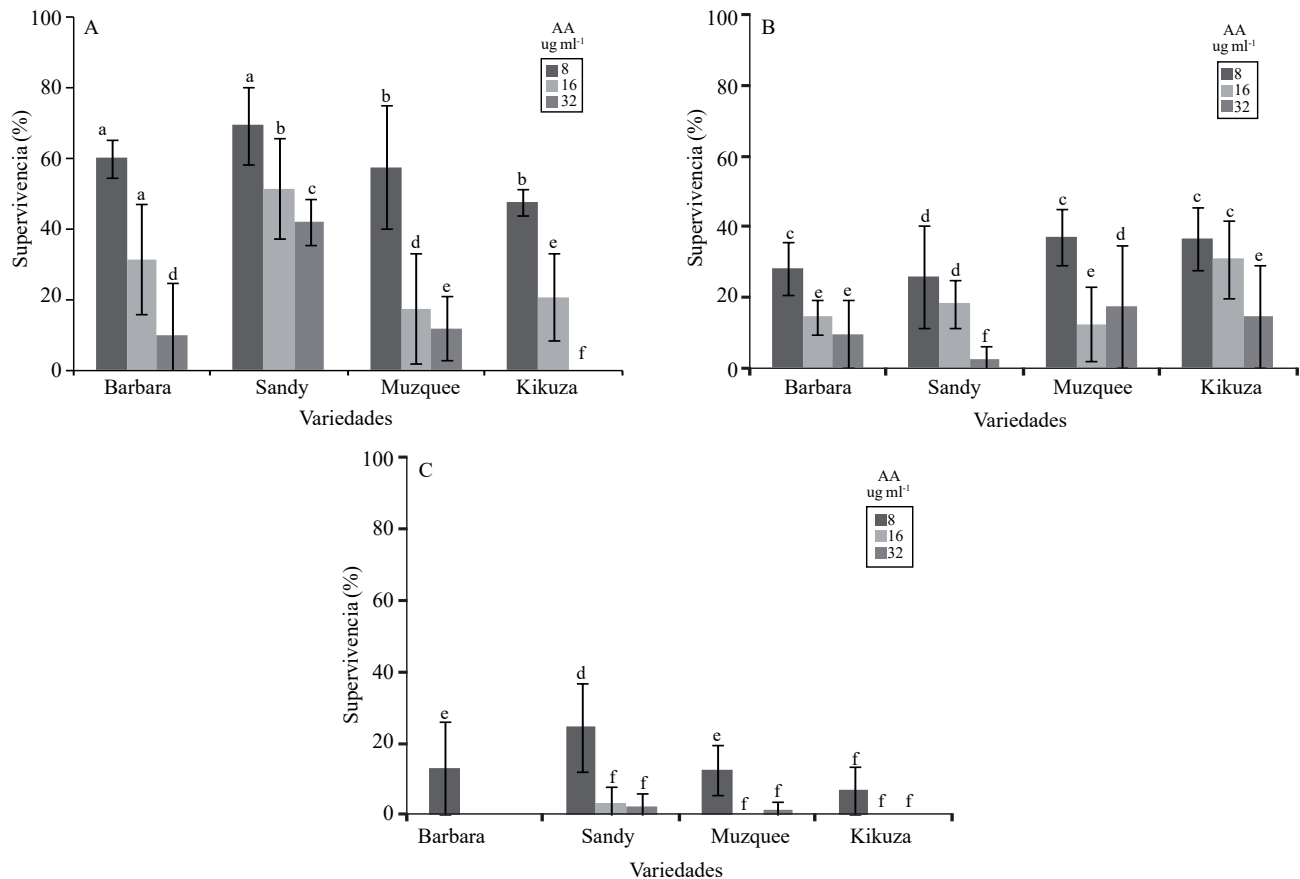 A
AA
ug ml-1
8
16
32
Supervivencia (%)
100
80
60
40
20
0
a
a
d
a
b
c
b
d
e
b
e
f
Barbara
Sandy
Muzquee
Kikuza
Variedades
B
AA
ug ml-1
8
16
32
Supervivencia (%)
100
80
60
40
20
0
c
e
e
d
d
f
c
e
d
c
c
e
Barbara
Sandy
Muzquee
Kikuza
Variedades
C
AA
ug ml-1
8
16
32
Supervivencia (%)
100
80
60
40
20
0
e
d
f
f
e
f
f
f
f
f
Barbara
Sandy
Muzquee
Kikuza
Variedades